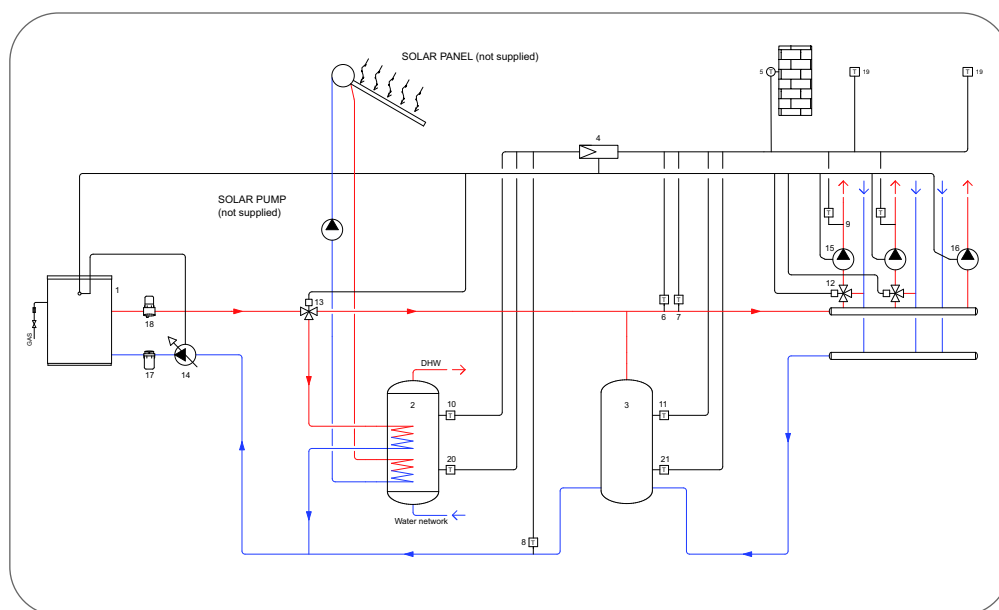 SOLAR PANEL (not supplied)
5
T
T
19
T
19
4
SOLAR PUMP
(not supplied)
T
T
9
15
16
1
12
13
18
T
6
T
7
GAS
17
14
DHW
2
T
10
3
T
11
T
20
T
21
Water network
8
T